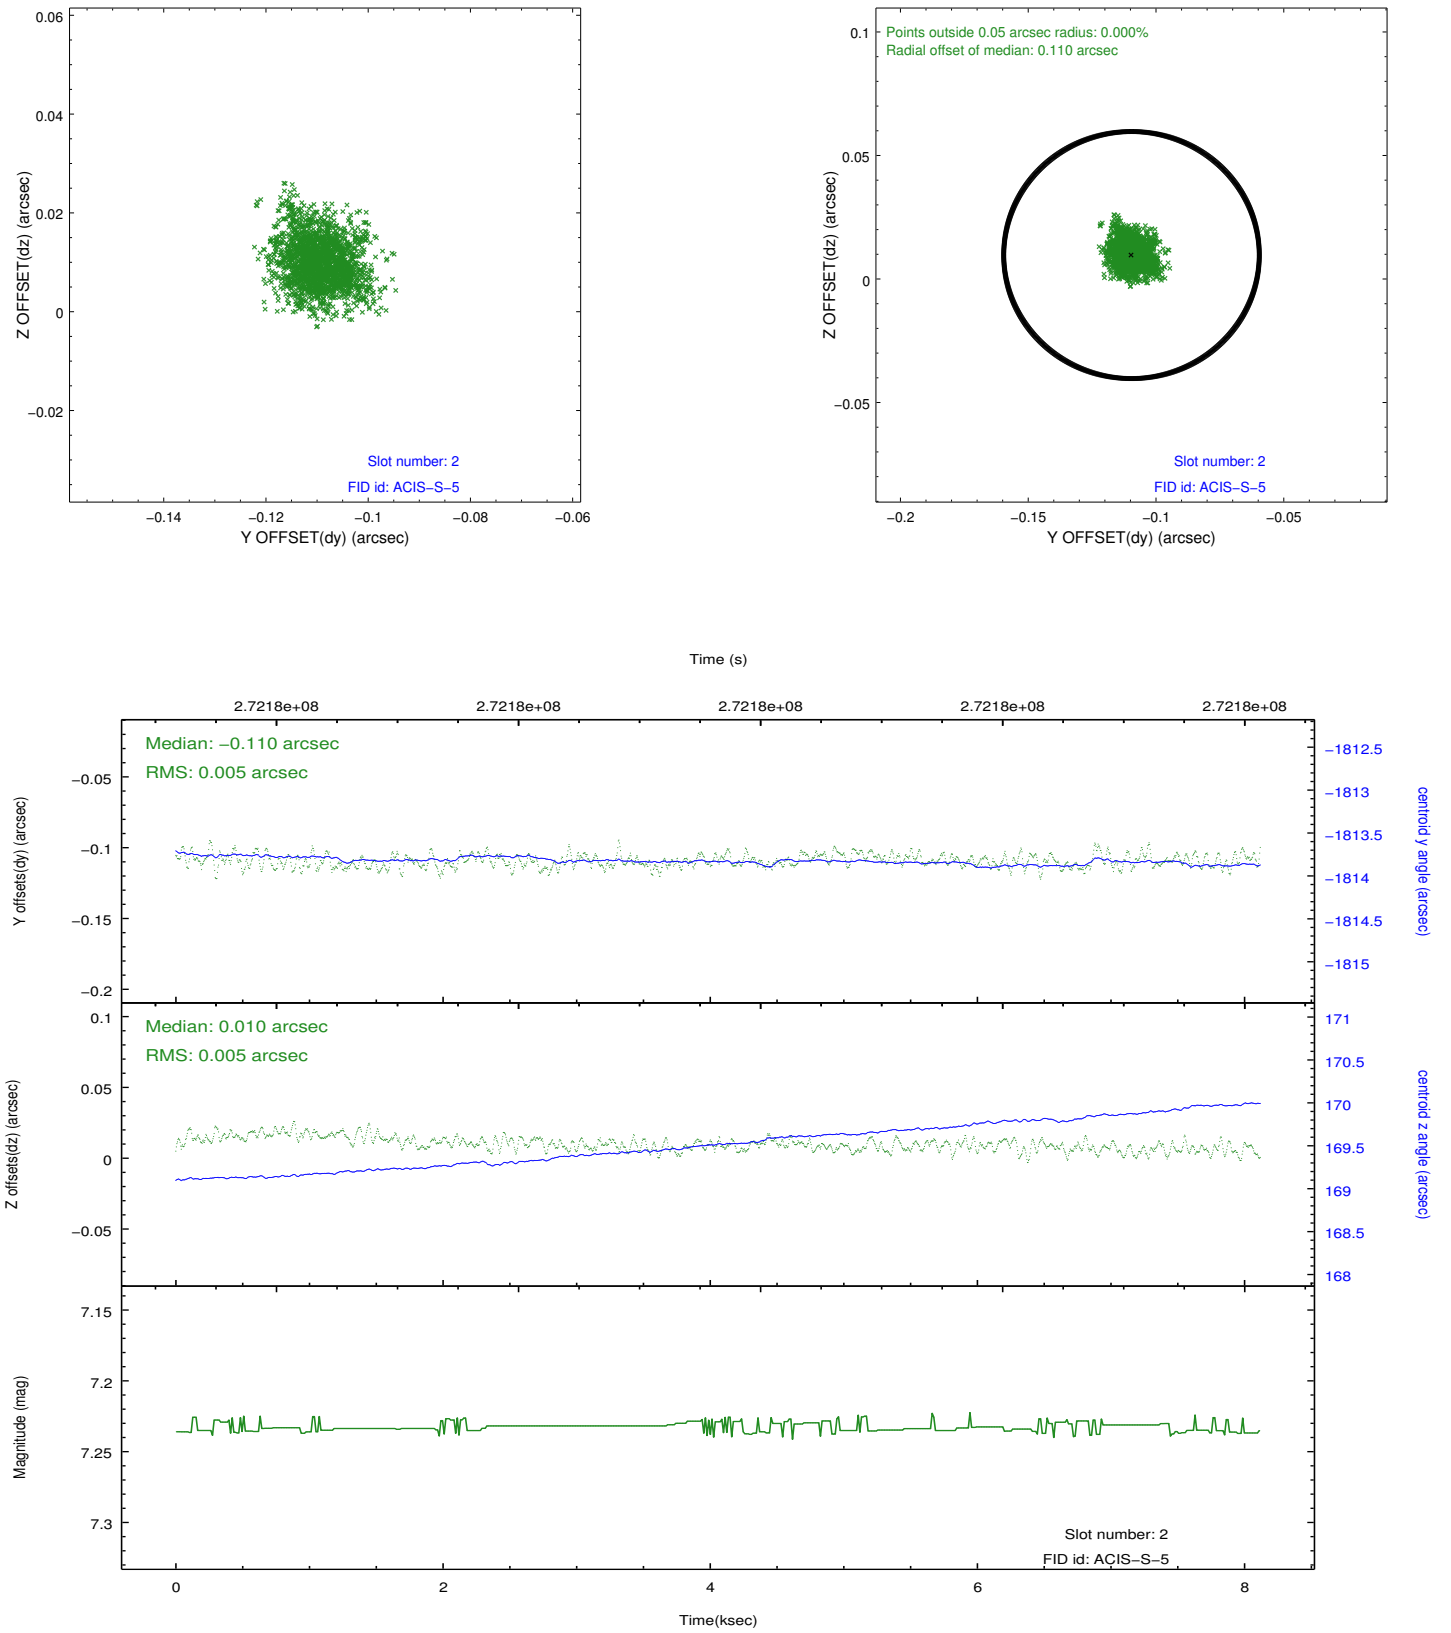 0.06
0.04
0.02
0
−0.02
−0.14
−0.12
−0.1
−0.08
−0.06
Z OFFSET(dz) (arcsec)
Y OFFSET(dy) (arcsec)
Slot number: 2
FID id: ACIS−S−5
Points outside 0.05 arcsec radius: 0.000%
Radial offset of median: 0.110 arcsec
0.1
0.05
0
−0.05
−0.2
−0.15
−0.1
−0.05
Z OFFSET(dz) (arcsec)
Y OFFSET(dy) (arcsec)
Slot number: 2
FID id: ACIS−S−5
Time (s)
2.7218e+08
2.7218e+08
2.7218e+08
2.7218e+08
2.7218e+08
Median: −0.110 arcsec
RMS: 0.005 arcsec
−0.05
−0.1
−0.15
−0.2
Y offsets(dy) (arcsec)
−1812.5
−1813
−1813.5
−1814
−1814.5
−1815
centroid y angle (arcsec)
Median: 0.010 arcsec
RMS: 0.005 arcsec
0.1
0.05
0
−0.05
Z offsets(dz) (arcsec)
171
170.5
170
169.5
169
168.5
168
centroid z angle (arcsec)
7.15
7.2
7.25
7.3
Magnitude (mag)
Slot number: 2
FID id: ACIS−S−5
0
2
4
6
8
Time(ksec)